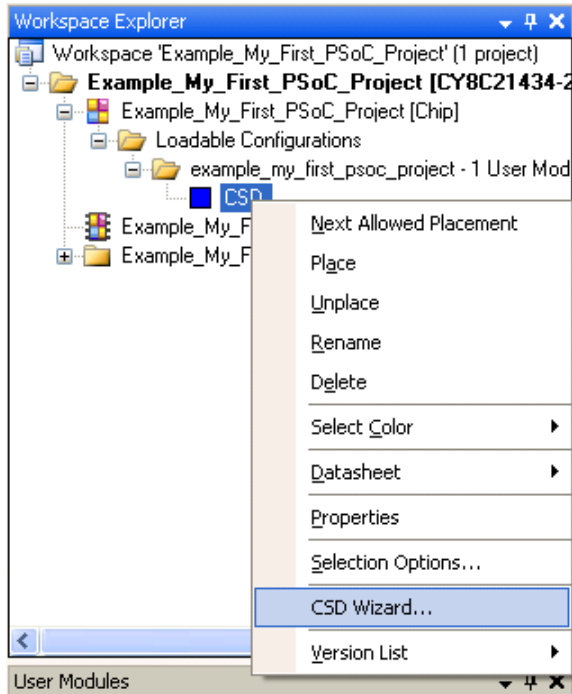 Workspace Explorer
Workspace 'Example_My_First_PSoC_Project' (1 project)
Example_My_First_PSoC_Project [CY8C21434-2
Example_My_First_PSoC_Project [Chip]
Loadable Configurations
example_my_first_psoc_project - 1 User Mod
CSD
Example_My_F
Example_My_F
Next Allowed Placement
Place
Unplace
Rename
Delete
Select Color
Datasheet
Properties
Selection Options...
CSD Wizard...
Version List
User Modules